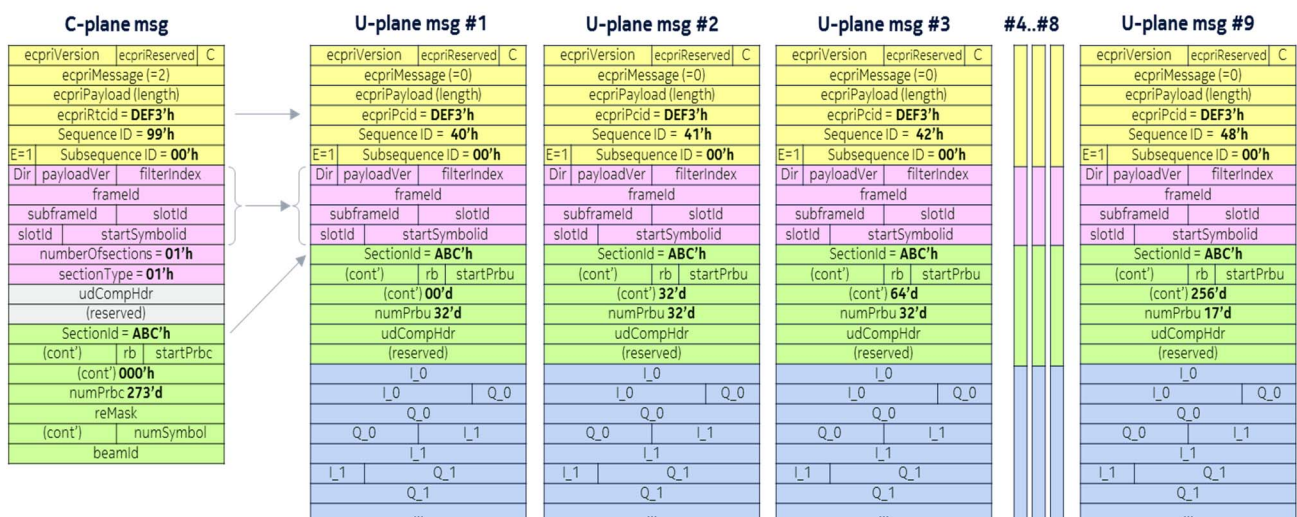 C-plane msg
ecpriVersion ecpriReserved C
ecpriMessage (=2)
ecpriPayload (length)
ecpriRtcid = DEF3'h
Sequence ID = 99'h
E=1 Subsequence ID = 00'h
Dir payloadVer filterIndex
frameId
subframeId slotId
slotId startSymbolid
numberOfsections = 01'h
sectionType = 01'h
udCompHdr
(reserved)
SectionId = ABC'h
(cont') rb startPrbc
(cont') 000'h
numPrbc 273'd
reMask
(cont') numSymbol
beamId
U-plane msg #1
ecpriVersion ecpriReserved C
ecpriMessage (=0)
ecpriPayload (length)
ecpriPcid = DEF3'h
Sequence ID = 40'h
E=1 Subsequence ID = 00'h
Dir payloadVer filterIndex
frameId
subframeId slotId
slotId startSymbolid
SectionId = ABC'h
(cont') rb startPrbu
(cont') 00'd
numPrbu 32'd
udCompHdr
(reserved)
I_0
I_0 Q_0
Q_0
Q_0 I_1
I_1
I_1 Q_1
Q_1
U-plane msg #2
ecpriVersion ecpriReserved C
ecpriMessage (=0)
ecpriPayload (length)
ecpriPcid = DEF3'h
Sequence ID = 41'h
E=1 Subsequence ID = 00'h
Dir payloadVer filterIndex
frameId
subframeId slotId
slotId startSymbolid
SectionId = ABC'h
(cont') rb startPrbu
(cont') 32'd
numPrbu 32'd
udCompHdr
(reserved)
I_0
I_0 Q_0
Q_0
Q_0 I_1
I_1
I_1 Q_1
Q_1
U-plane msg #3
ecpriVersion ecpriReserved C
ecpriMessage (=0)
ecpriPayload (length)
ecpriPcid = DEF3'h
Sequence ID = 42'h
E=1 Subsequence ID = 00'h
Dir payloadVer filterIndex
frameId
subframeId slotId
slotId startSymbolid
SectionId = ABC'h
(cont') rb startPrbu
(cont') 64'd
numPrbu 32'd
udCompHdr
(reserved)
I_0
I_0 Q_0
Q_0
Q_0 I_1
I_1
I_1 Q_1
Q_1
#4..#8
U-plane msg #9
ecpriVersion ecpriReserved C
ecpriMessage (=0)
ecpriPayload (length)
ecpriPcid = DEF3'h
Sequence ID = 48'h
E=1 Subsequence ID = 00'h
Dir payloadVer filterIndex
frameId
subframeId slotId
slotId startSymbolid
SectionId = ABC'h
(cont') rb startPrbu
(cont') 256'd
numPrbu 17'd
udCompHdr
(reserved)
I_0
I_0 Q_0
Q_0
Q_0 I_1
I_1
I_1 Q_1
Q_1